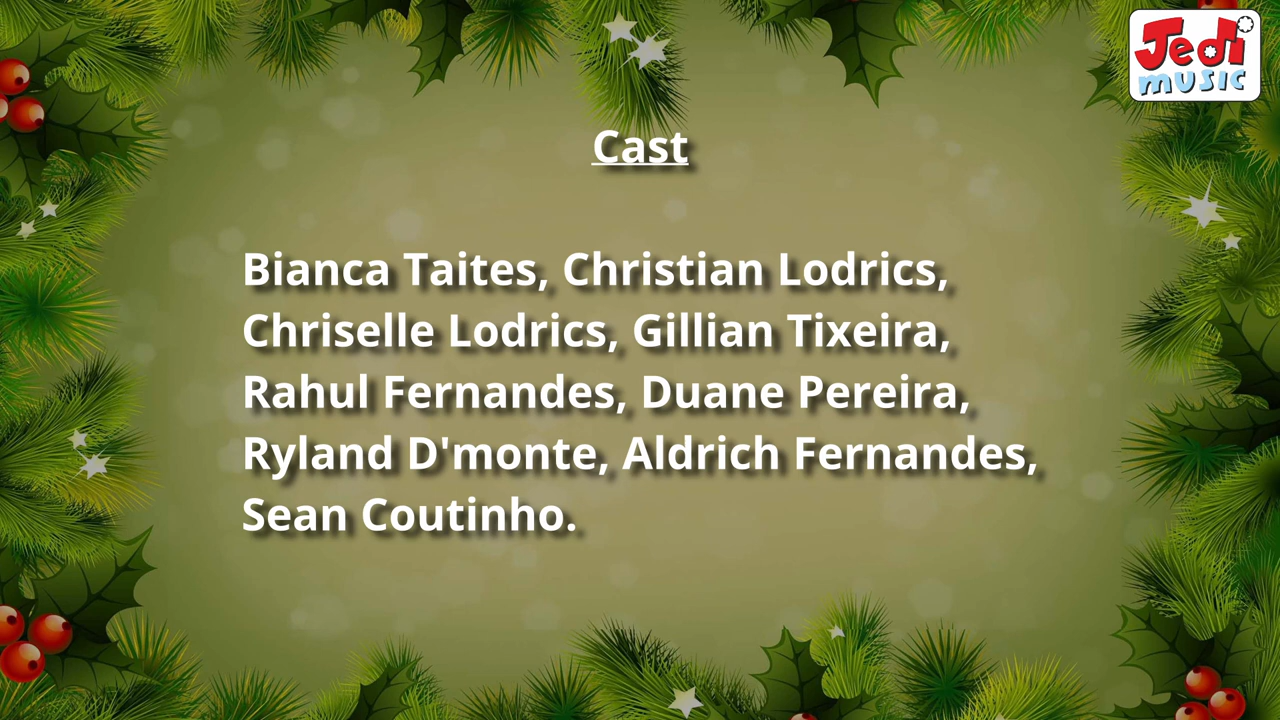 Jedi
music
Cast
Bianca Taites, Christian Lodrics,
Chriselle Lodrics, Gillian Tixeira,
Rahul Fernandes, Duane Pereira,
Ryland D'monte, Aldrich Fernandes,
Sean Coutinho.